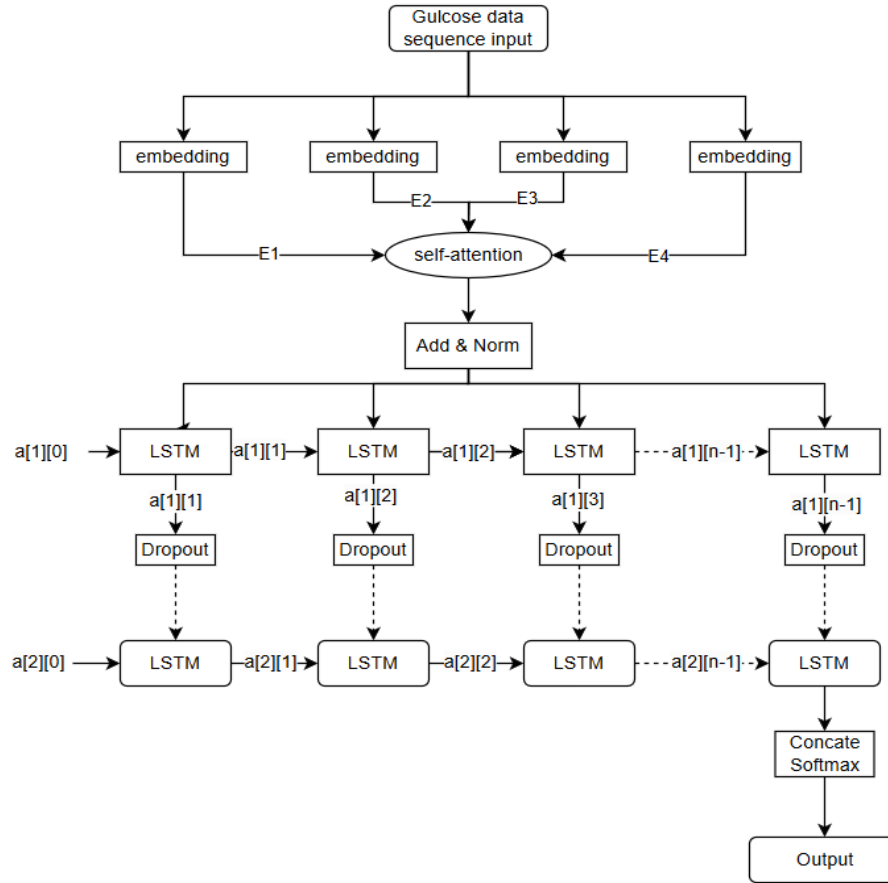 Gulcose data
sequence input
embedding
embedding
embedding
embedding
E2
E3
E1
self-attention
E4
Add & Norm
a[1][0]
LSTM
a[1][1]
LSTM
a[1][2]
LSTM
a[1][n-1]
LSTM
a[1][1]
a[1][2]
a[1][3]
a[1][n-1]
Dropout
Dropout
Dropout
Dropout
a[2][0]
LSTM
a[2][1]
LSTM
a[2][2]
LSTM
a[2][n-1]
LSTM
Concate
Softmax
Output